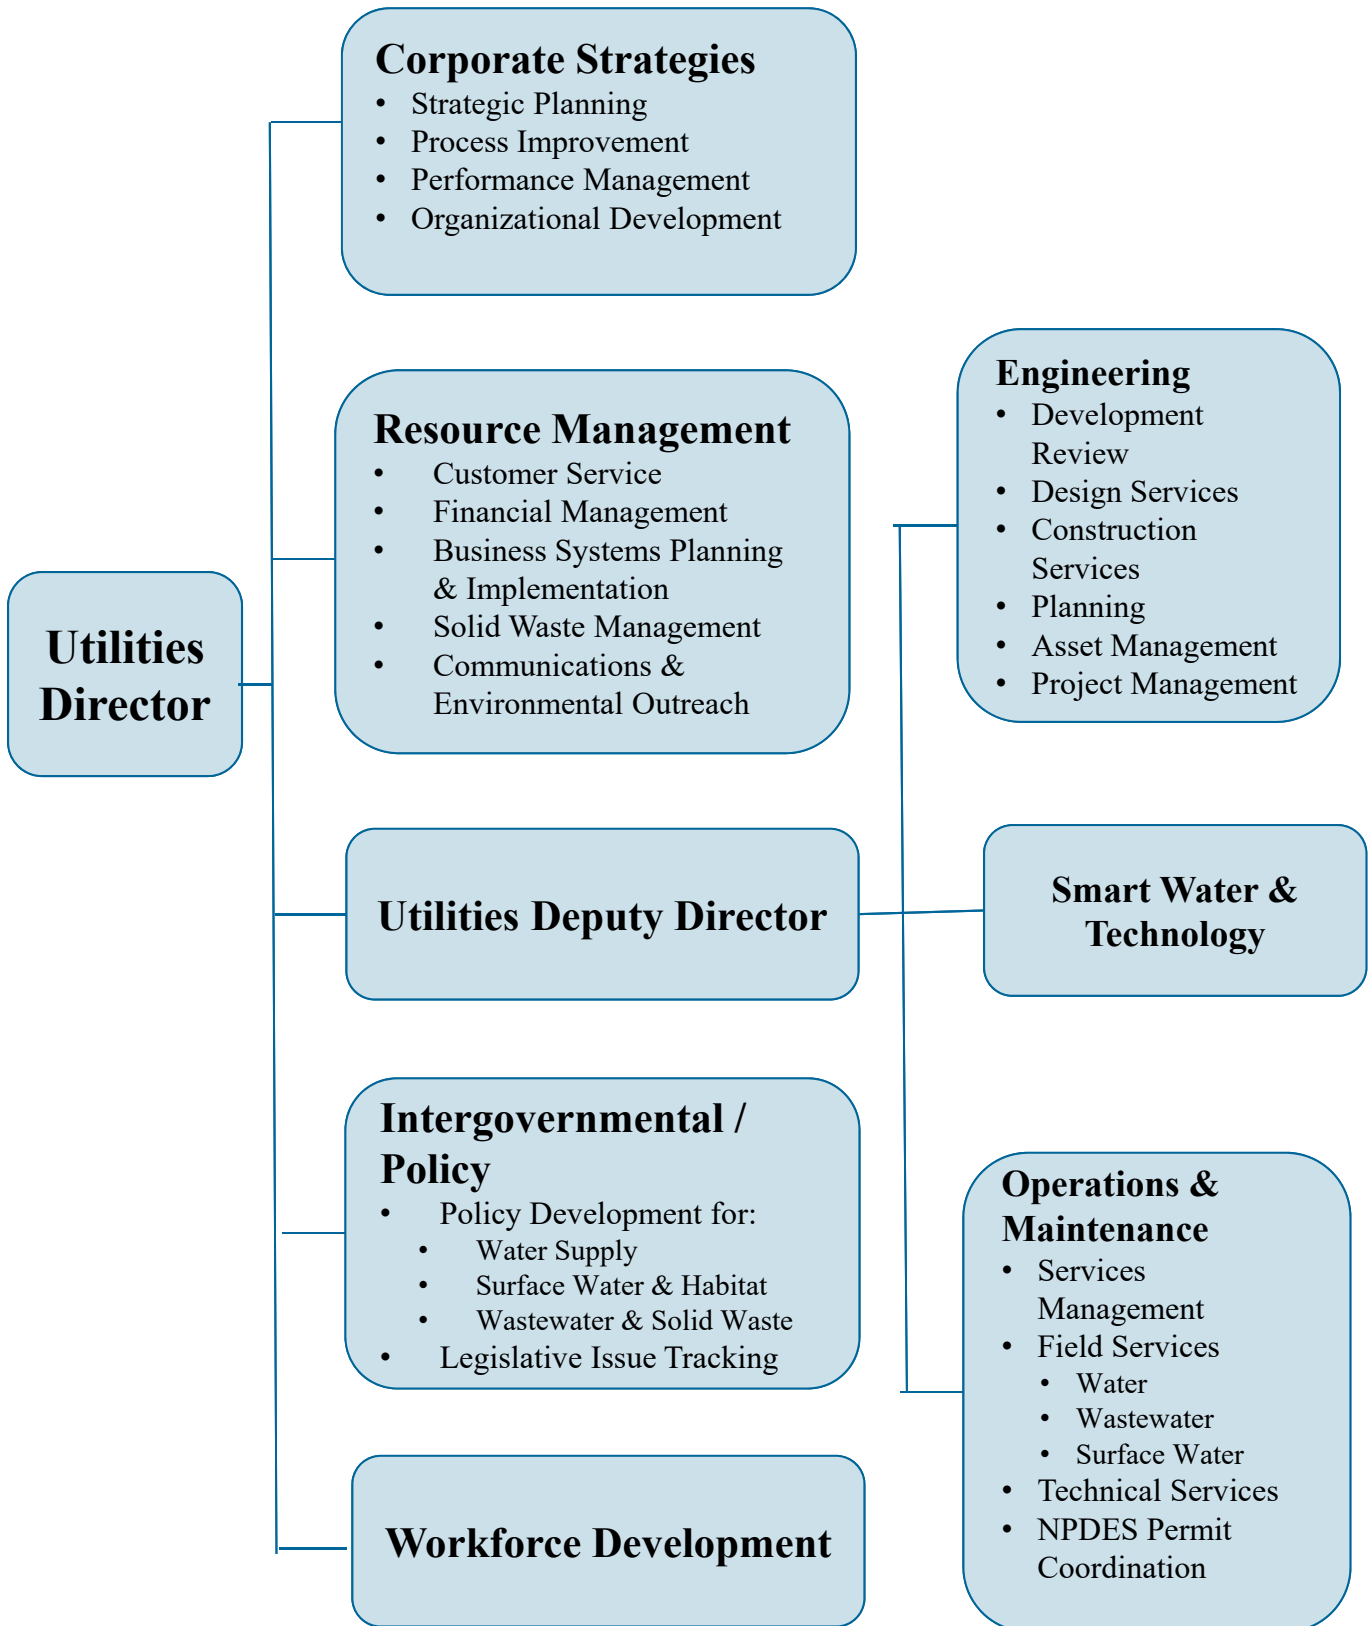 Corporate Strategies
• Strategic Planning
• Process Improvement
• Performance Management
• Organizational Development
Resource Management
• Customer Service
• Financial Management
• Business Systems Planning
& Implementation
• Solid Waste Management
• Communications &
Environmental Outreach
Utilities
Director
Utilities Deputy Director
Intergovernmental /
Policy
• Policy Development for:
• Water Supply
• Surface Water & Habitat
• Wastewater & Solid Waste
• Legislative Issue Tracking
Workforce Development
Engineering
• Development
Review
• Design Services
• Construction
Services
• Planning
• Asset Management
• Project Management
Smart Water &
Technology
Operations &
Maintenance
• Services
Management
• Field Services
• Water
• Wastewater
• Surface Water
• Technical Services
• NPDES Permit
Coordination